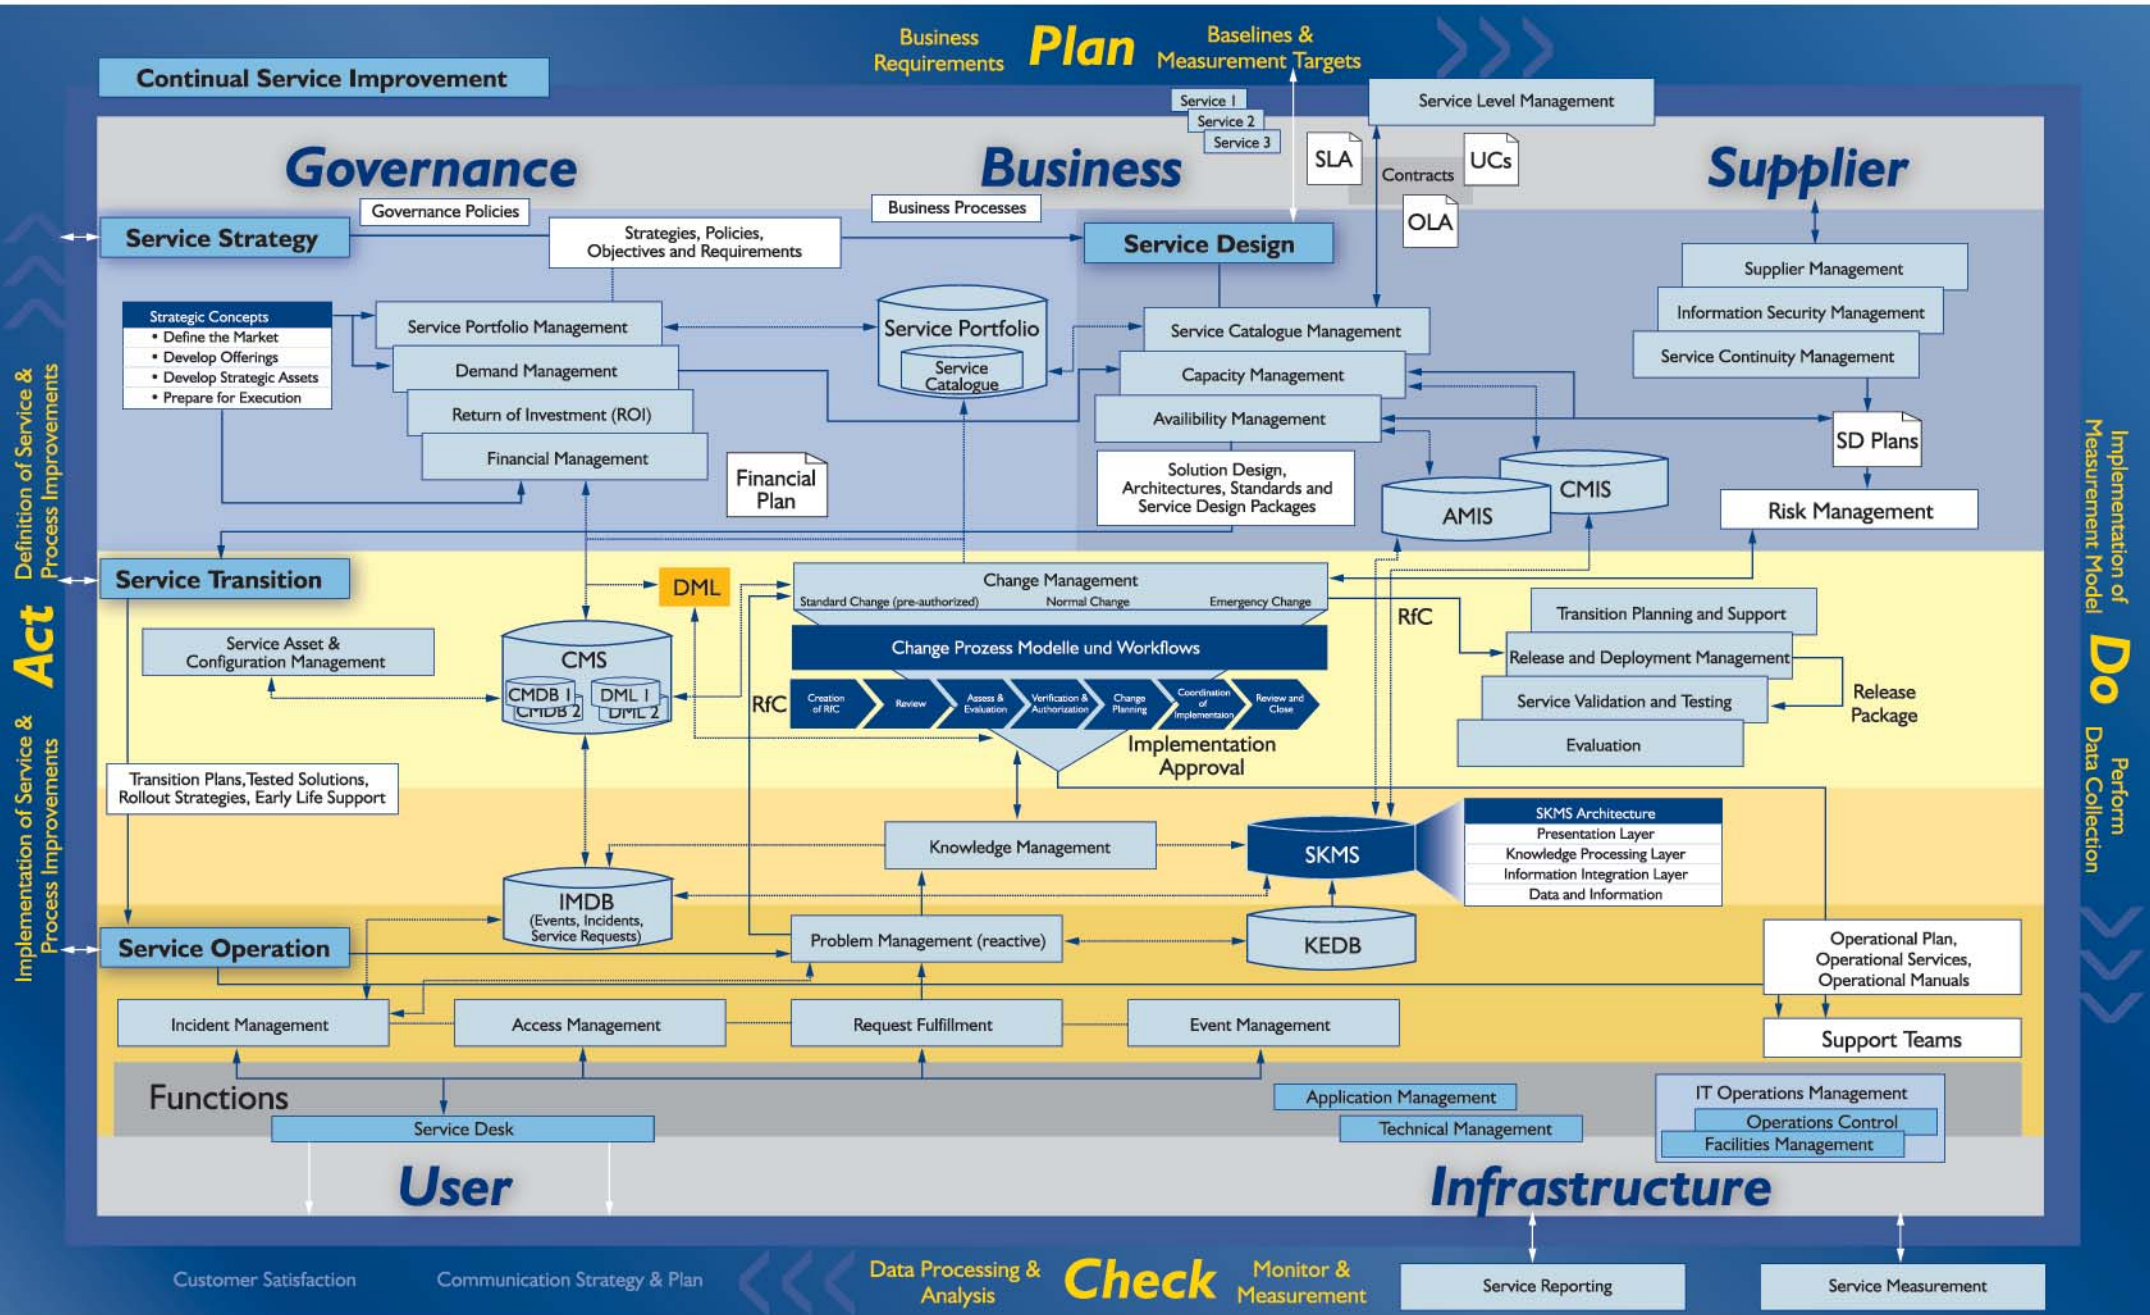 Business
Requirements
Plan
Baselines &
Measurement Targets
Continual Service Improvement
Service 1
Service 2
Service 3
Service Level Management
Governance
Business
Supplier
SLA
Contracts
UCs
OLA
Governance Policies
Business Processes
Service Strategy
Strategies, Policies,
Objectives and Requirements
Service Design
Supplier Management
Information Security Management
Service Continuity Management
Strategic Concepts
• Define the Market
• Develop Offerings
• Develop Strategic Assets
• Prepare for Execution
Service Portfolio Management
Demand Management
Return of Investment (ROI)
Financial Management
Financial
Plan
Service Portfolio
Service
Catalogue
Service Catalogue Management
Capacity Management
Availibility Management
Solution Design,
Architectures, Standards and
Service Design Packages
AMIS
CMIS
SD Plans
Risk Management
Service Transition
DML
Change Management
Standard Change (pre-authorized)
Normal Change
Emergency Change
RfC
Transition Planning and Support
Release and Deployment Management
Service Validation and Testing
Evaluation
Release
Package
Service Asset &
Configuration Management
CMS
CMDB 1
CMDB 2
DML 1
DML 2
Change Prozess Modelle und Workflows
RfC
Creation
of RfC
Review
Assess &
Evaluation
Verification &
Authorization
Change
Planning
Coordination
of
Implementaion
Review and
Close
Implementation
Approval
Transition Plans, Tested Solutions,
Rollout Strategies, Early Life Support
Knowledge Management
SKMS
SKMS Architecture
Presentation Layer
Knowledge Processing Layer
Information Integration Layer
Data and Information
IMDB
(Events, Incidents,
Service Requests)
Service Operation
Problem Management (reactive)
KEDB
Operational Plan,
Operational Services,
Operational Manuals
Incident Management
Access Management
Request Fulfillment
Event Management
Support Teams
Functions
Service Desk
Application Management
Technical Management
IT Operations Management
Operations Control
Facilities Management
User
Infrastructure
Customer Satisfaction
Communication Strategy & Plan
Data Processing &
Analysis
Check
Monitor &
Measurement
Service Reporting
Service Measurement
Definition of Service &
Process Improvements
Act
Implementation of Service &
Process Improvements
Implementation of
Measurement Model
Do
Perform
Data Collection